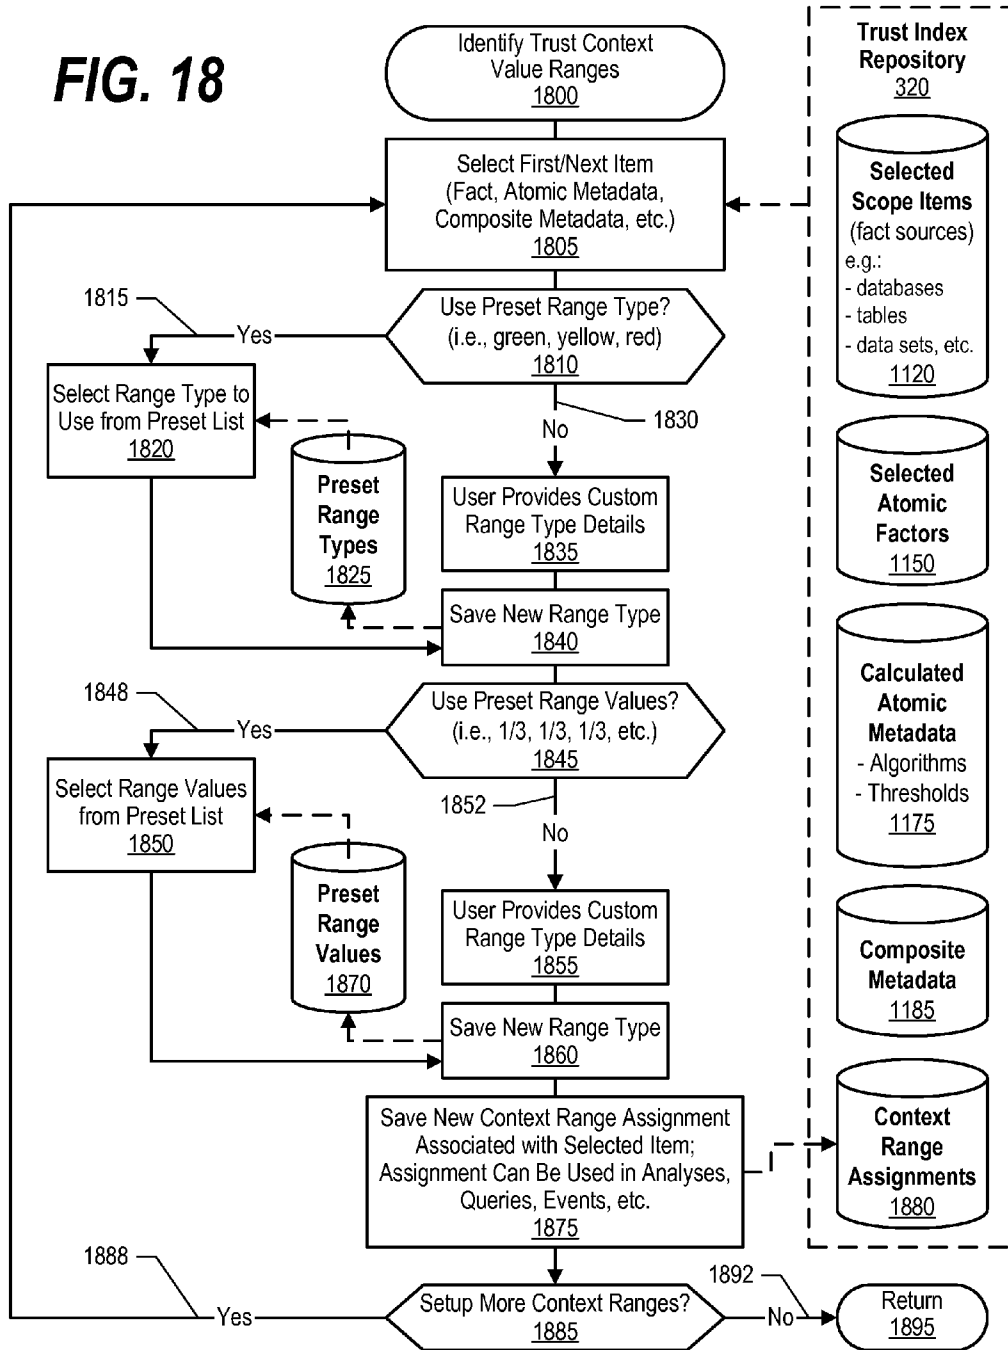 FIG. 18
Identify Trust Context
Value Ranges
1800
Select First/Next Item
(Fact, Atomic Metadata,
Composite Metadata, etc.)
1805
Use Preset Range Type?
(i.e., green, yellow, red)
1810
1815
Yes
Select Range Type to
Use from Preset List
1820
1830
No
Preset
Range
Types
1825
User Provides Custom
Range Type Details
1835
Save New Range Type
1840
Use Preset Range Values?
(i.e., 1/3, 1/3, 1/3, etc.)
1845
1848
Yes
Select Range Values
from Preset List
1850
1852
No
Preset
Range
Values
1870
User Provides Custom
Range Type Details
1855
Save New Range Type
1860
Save New Context Range Assignment
Associated with Selected Item;
Assignment Can Be Used in Analyses,
Queries, Events, etc.
1875
Setup More Context Ranges?
1885
1888
Yes
1892
No
Return
1895
Trust Index
Repository
320
Selected
Scope Items
(fact sources)
e.g.:
- databases
- tables
- data sets, etc.
1120
Selected
Atomic
Factors
1150
Calculated
Atomic
Metadata
- Algorithms
- Thresholds
1175
Composite
Metadata
1185
Context
Range
Assignments
1880